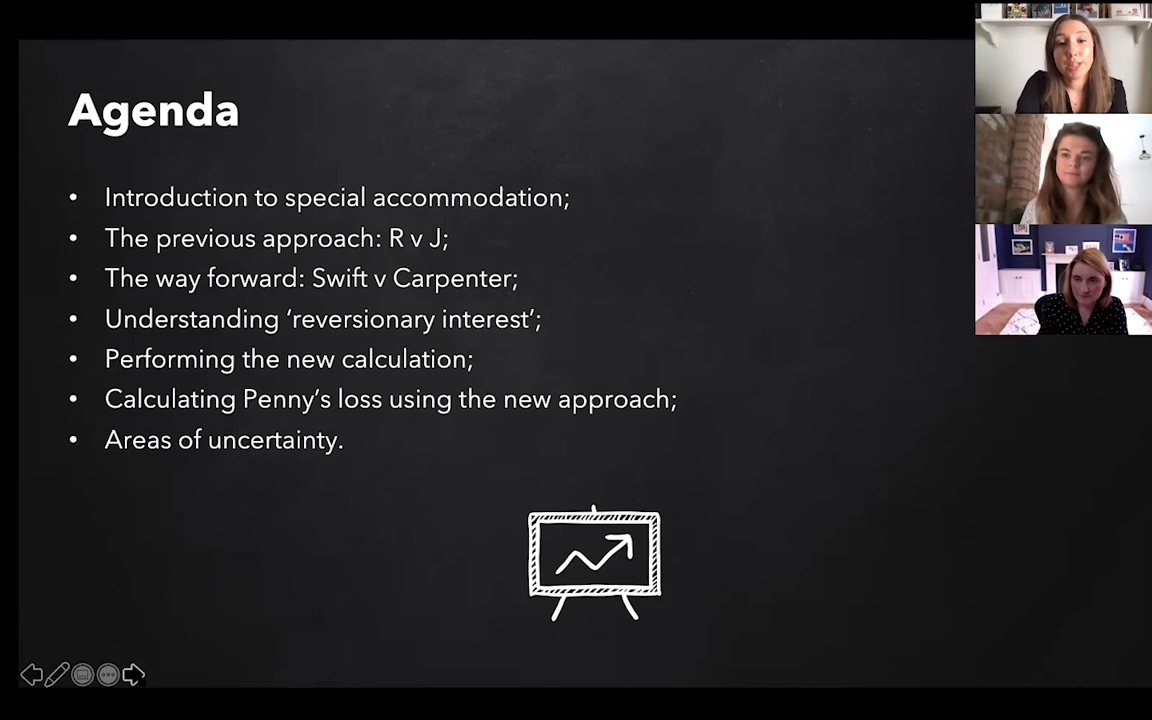 Agenda
• Introduction to special accommodation;
• The previous approach: R v J;
• The way forward: Swift v Carpenter;
• Understanding ‘reversionary interest’;
• Performing the new calculation;
• Calculating Penny’s loss using the new approach;
• Areas of uncertainty.